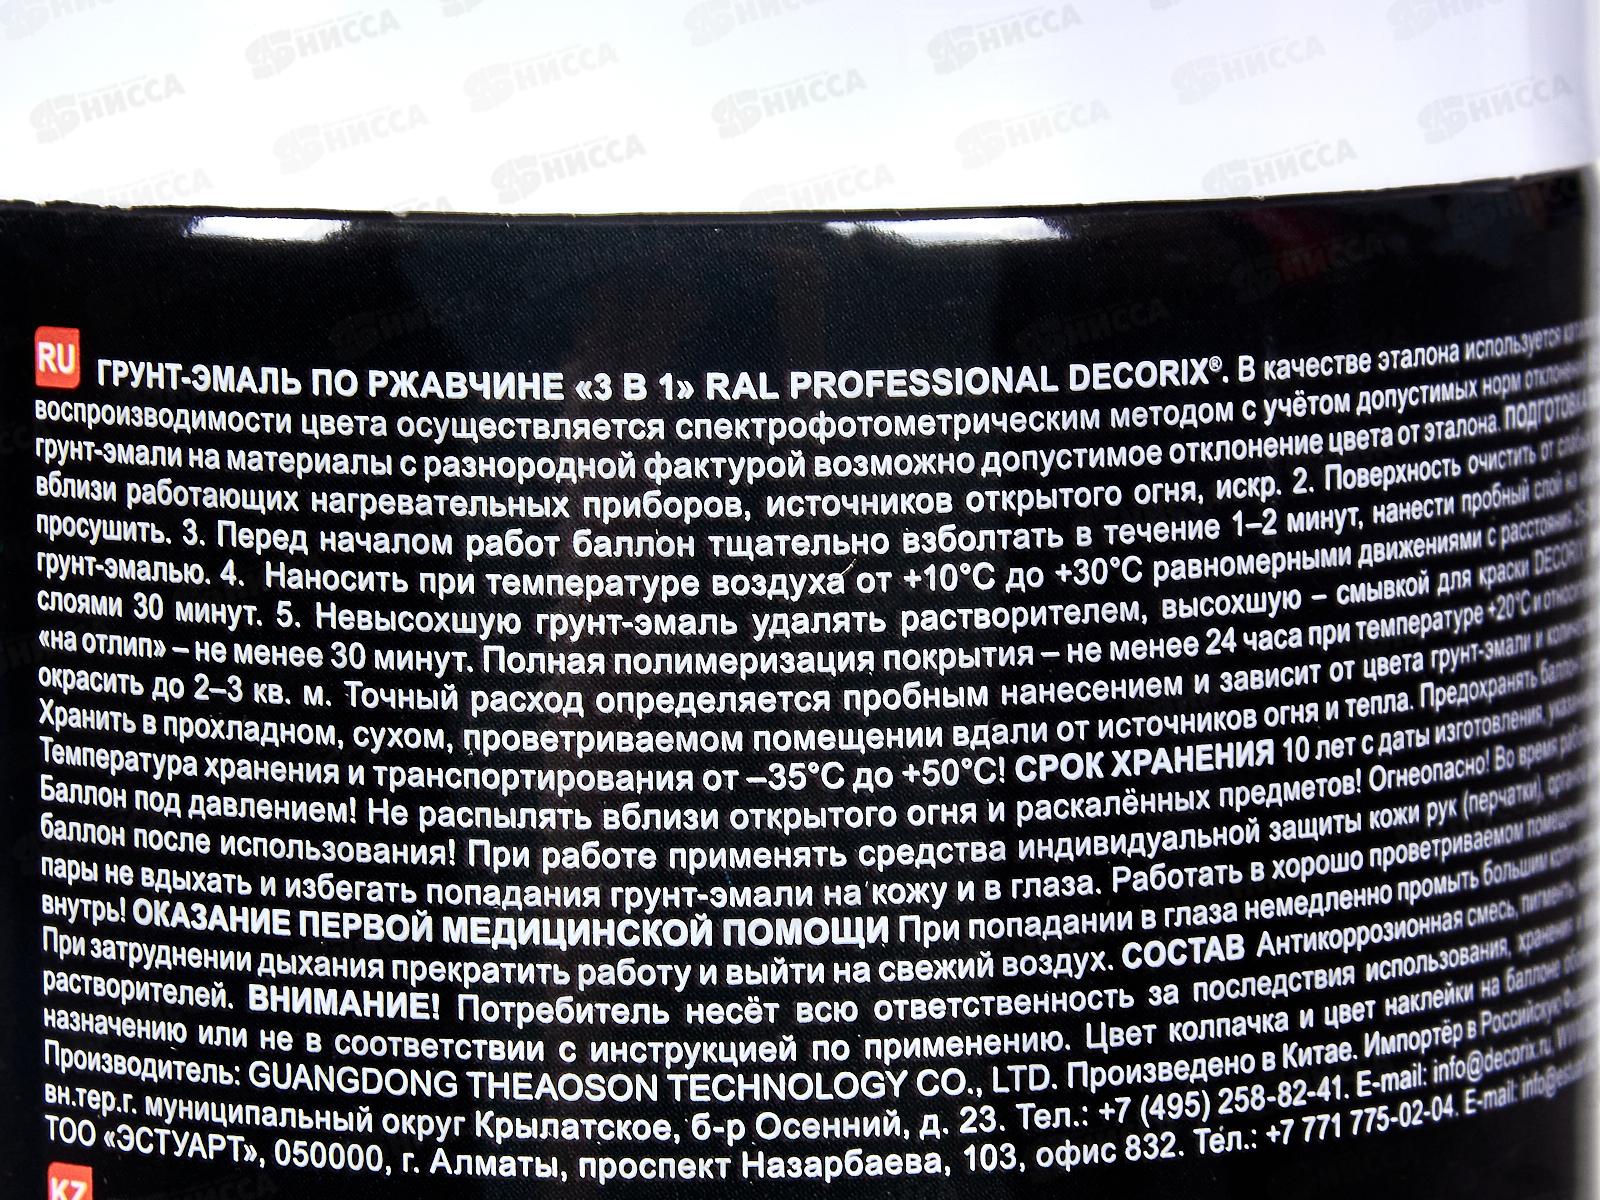 RU ГРУНТ-ЭМАЛЬ ПО РЖАВЧИНЕ «3 В 1» RAL PROFESSIONAL DECORIX®. В качестве эталона используется
воспроизводимости цвета осуществляется спектрофотометрическим методом с учётом допустимых норм
грунт-эмали на материалы с разнородной фактурой возможно допустимое отклонение цвета от эталона. ПОДГОТОВКА
вблизи работающих нагревательных приборов, источников открытого огня, искр. 2. Поверхность очистить от
просушить. 3. Перед началом работ баллон тщательно взболтать в течение 1–2 минут, нанести пробный слой
грунт-эмалью. 4. Наносить при температуре воздуха от +10°С до +30°С равномерными движениями с расстояния
слоями 30 минут. 5. Невысохшую грунт-эмаль удалять растворителем, высохшую – смывкой для краски DECORIX
«на отлип» – не менее 30 минут. Полная полимеризация покрытия – не менее 24 часа при температуре +20°С и
окрасить до 2–3 кв. м. Точный расход определяется пробным нанесением и зависит от цвета грунт-эмали и
Хранить в прохладном, сухом, проветриваемом помещении вдали от источников огня и тепла. Предохранять баллон
Температура хранения и транспортирования от –35°С до +50°С! СРОК ХРАНЕНИЯ 10 лет с даты изготовления,
Баллон под давлением! Не распылять вблизи открытого огня и раскалённых предметов! Огнеопасно! Во время
баллон после использования! При работе применять средства индивидуальной защиты кожи рук (перчатки),
пары не вдыхать и избегать попадания грунт-эмали на кожу и в глаза. Работать в хорошо проветриваемом
внутрь! ОКАЗАНИЕ ПЕРВОЙ МЕДИЦИНСКОЙ ПОМОЩИ При попадании в глаза немедленно промыть большим
При затруднении дыхания прекратить работу и выйти на свежий воздух. СОСТАВ Антикоррозионная смесь,
растворителей. ВНИМАНИЕ! Потребитель несёт всю ответственность за последствия использования, хранения
назначению или не в соответствии с инструкцией по применению. Цвет колпачка и цвет наклейки на баллоне
Производитель: GUANGDONG THEAOSON TECHNOLOGY CO., LTD. Произведено в Китае. Импортёр в Российскую
вн.тер.г. муниципальный округ Крылатское, б-р Осенний, д. 23. Тел.: +7 (495) 258-82-41. E-mail: info@decorix.ru.
ТОО «ЭСТУАРТ», 050000, г. Алматы, проспект Назарбаева, 103, офис 832. Тел.: +7 771 775-02-04. E-mail:
KZ